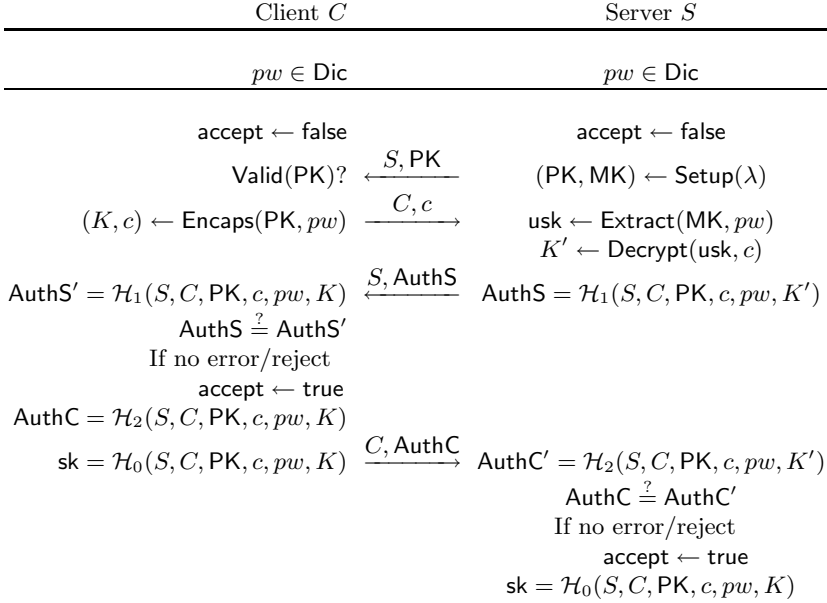 Client C Server S
pw ∈ Dic pw ∈ Dic
accept ← false accept ← false
Valid(PK)? S, PK (PK, MK) ← Setup(λ)
(K, c) ← Encaps(PK, pw) C, c usk ← Extract(MK, pw)
K′ ← Decrypt(usk, c)
AuthS′ = H₁(S, C, PK, c, pw, K) S, AuthS AuthS = H₁(S, C, PK, c, pw, K′)
AuthS ≟ AuthS′
If no error/reject
accept ← true
AuthC = H₂(S, C, PK, c, pw, K)
sk = H₀(S, C, PK, c, pw, K) C, AuthC AuthC′ = H₂(S, C, PK, c, pw, K′)
AuthC ≟ AuthC′
If no error/reject
accept ← true
sk = H₀(S, C, PK, c, pw, K)